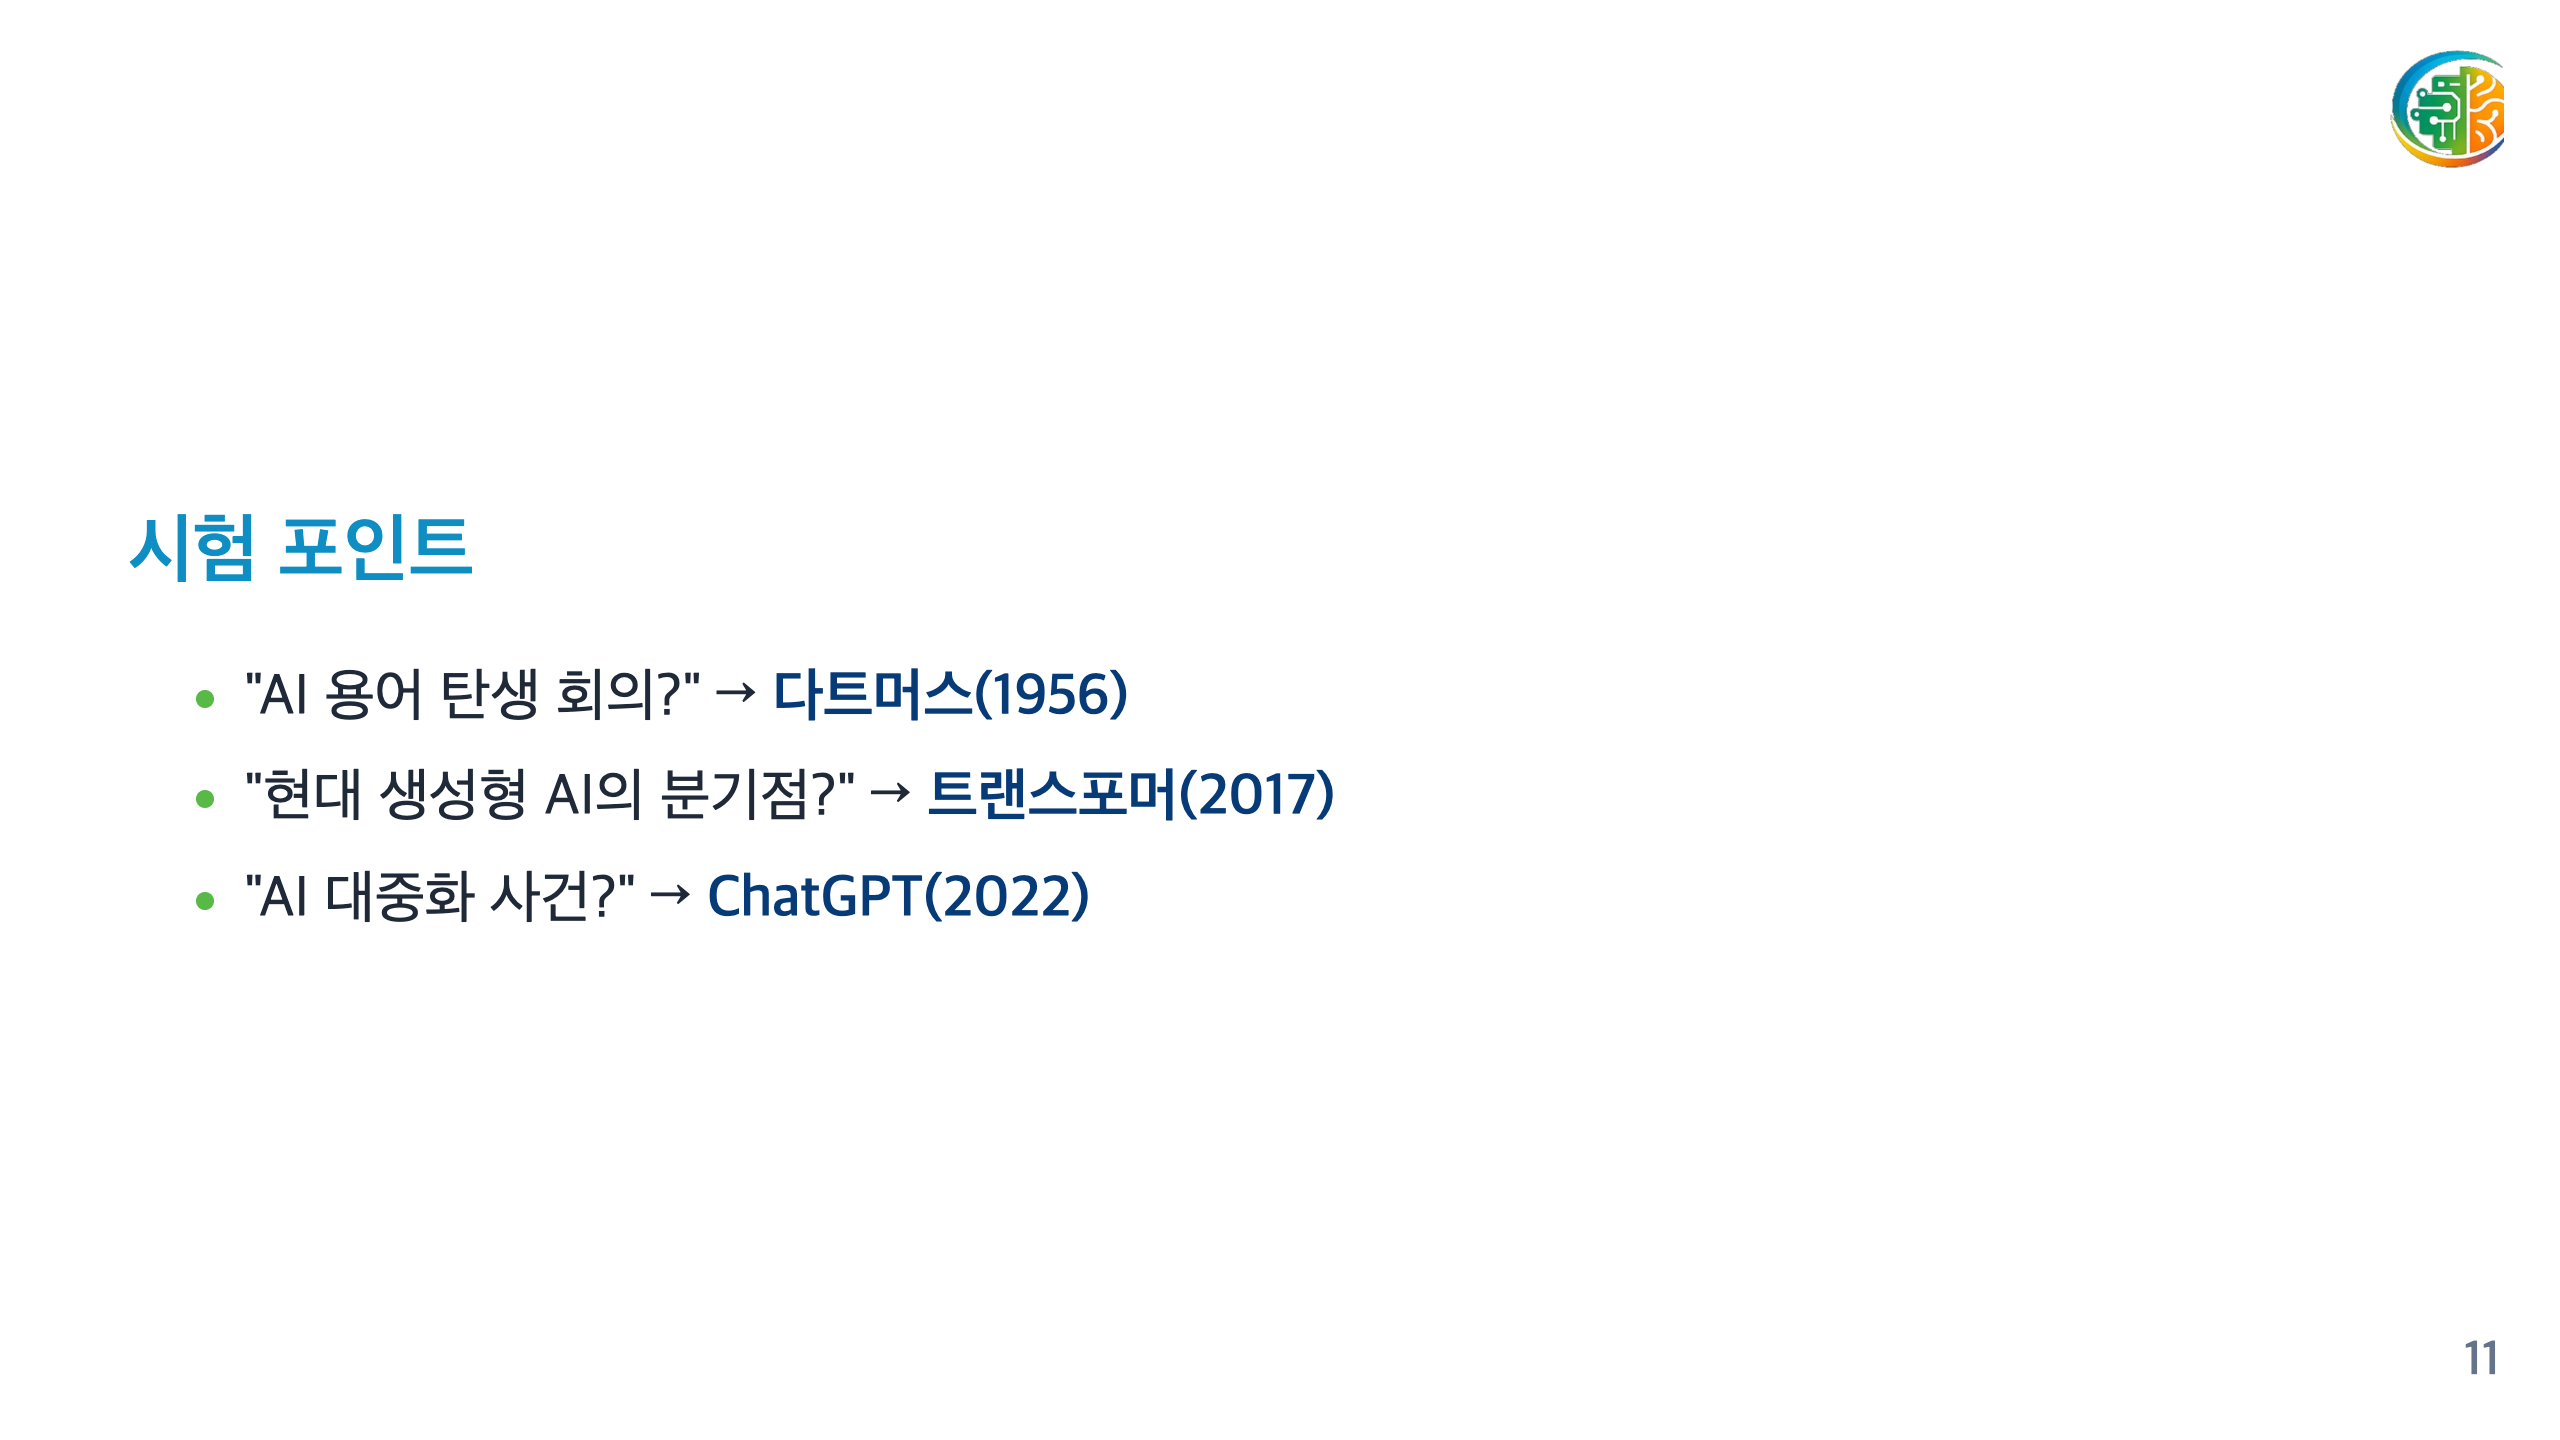 시험 포인트
• "AI 용어 탄생 회의?" → 다트머스(1956)
• "현대 생성형 AI의 분기점?" → 트랜스포머(2017)
• "AI 대중화 사건?" → ChatGPT(2022)
11